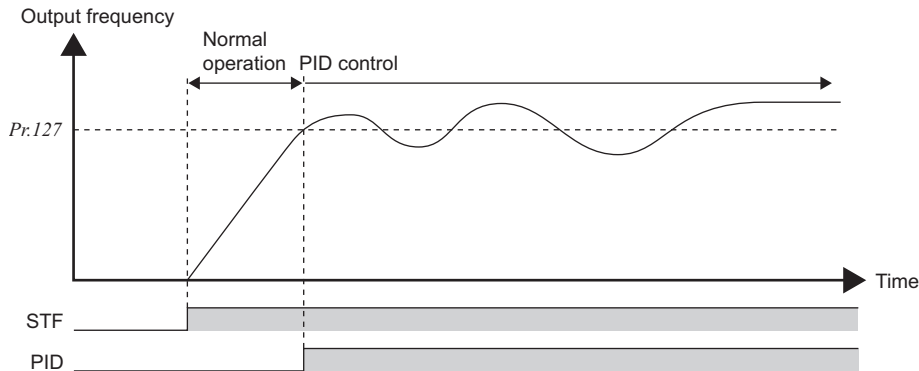 Output frequency
Normal
operation
PID control
Pr.127
Time
STF
PID